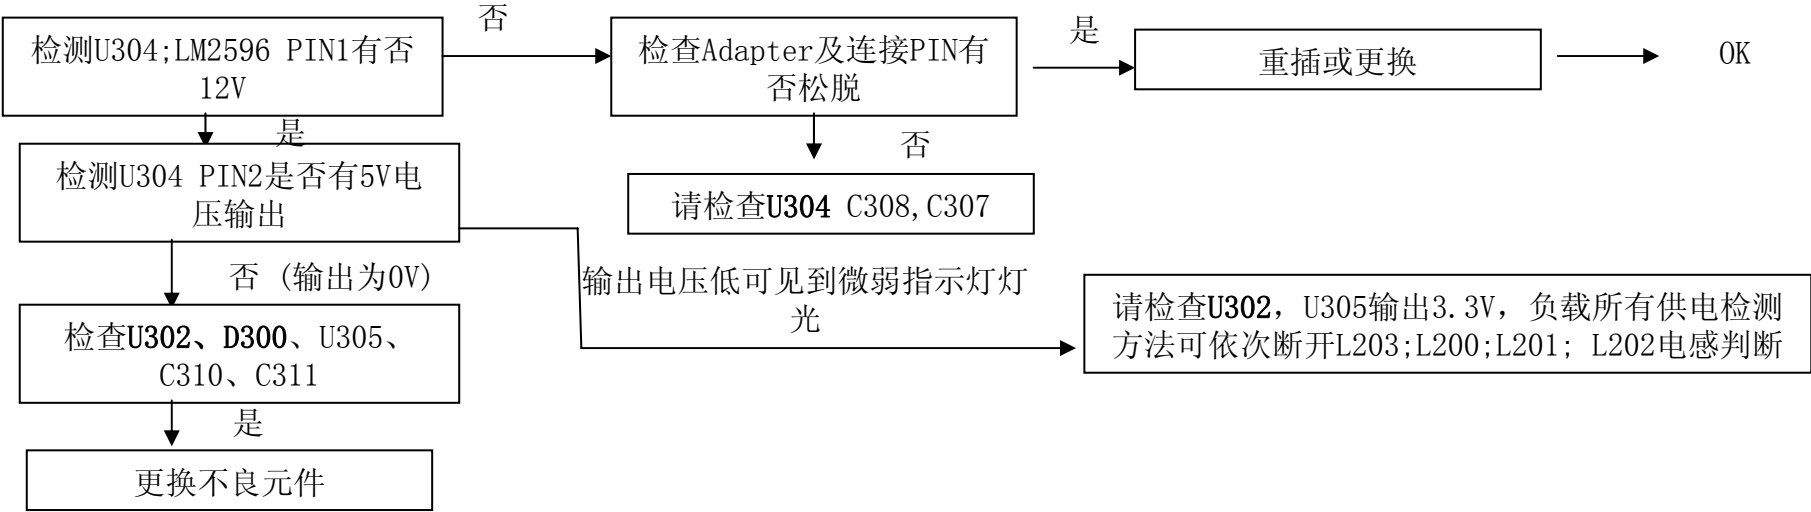 否
检测U304;LM2596 PIN1有否
12V
检查Adapter及连接PIN有
否松脱
是
重插或更换
OK
是
否
检测U304 PIN2是否有5V电
压输出
请检查U304 C308,C307
否 (输出为0V)
输出电压低可见到微弱指示灯灯
光
请检查U302，U305输出3.3V，负载所有供电检测
方法可依次断开L203;L200;L201; L202电感判断
检查U302、D300、U305、
C310、C311
是
更换不良元件